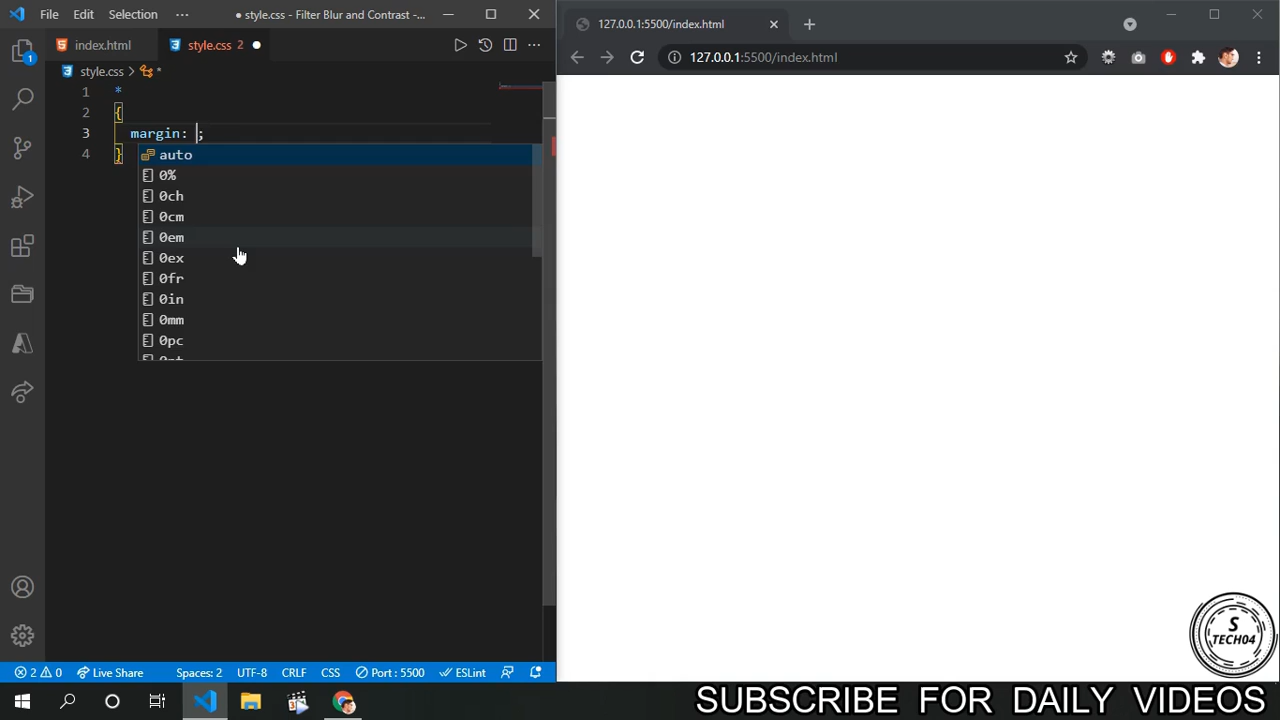 File Edit Selection ··· ● style.css - Filter Blur and Contrast -...
127.0.0.1:5500/index.html
index.html
style.css 2 ●
127.0.0.1:5500/index.html
style.css > *
1 *
2 {
3 margin: ;
4 }
auto
0%
0ch
0cm
0em
0ex
0fr
0in
0mm
0pc
0pt
1
S
TECH04
2 0 Live Share Spaces: 2 UTF-8 CRLF CSS Port : 5500 ESLint
SUBSCRIBE FOR DAILY VIDEOS